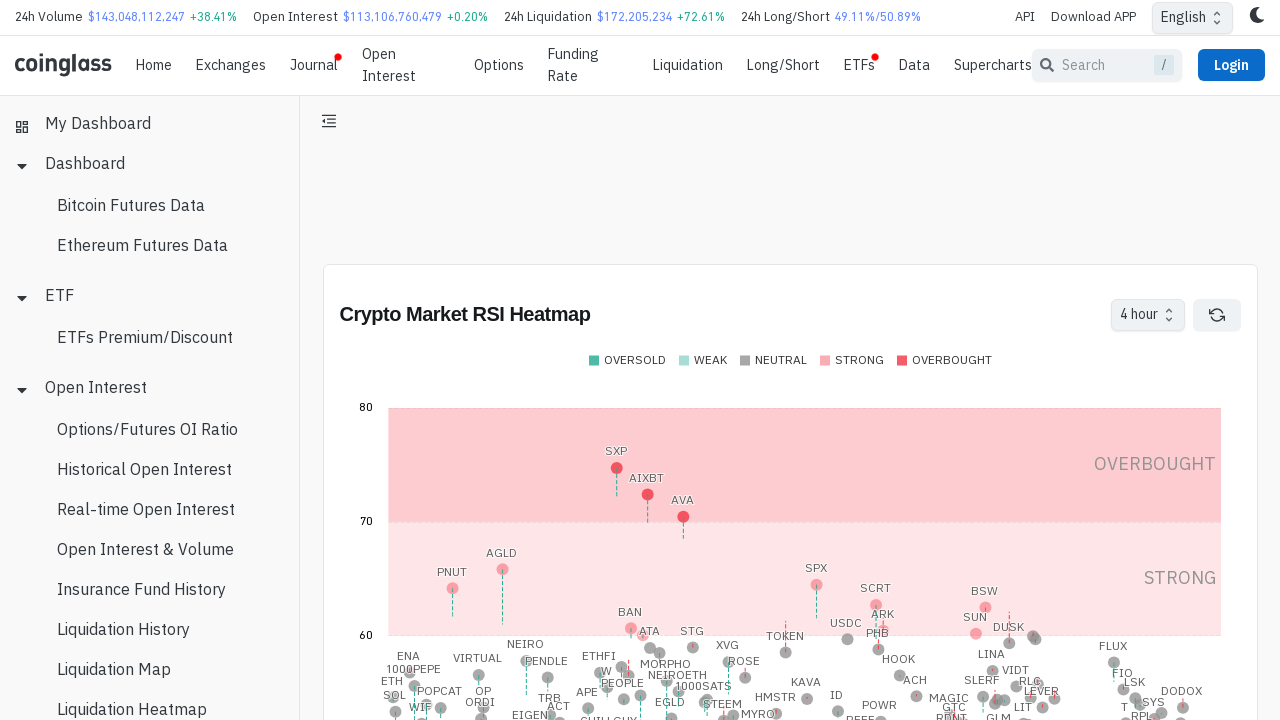 24h Volume $143,048,112,247 +38.41% Open Interest $113,106,760,479 +0.20% 24h Liquidation $172,205,234 +72.61% 24h Long/Short 49.11%/50.89% API Download APP English
coinglass Home Exchanges Journal Open Interest Options Funding Rate Liquidation Long/Short ETFs Data Supercharts Search / Login
My Dashboard
Dashboard
Bitcoin Futures Data
Ethereum Futures Data
ETF
ETFs Premium/Discount
Open Interest
Options/Futures OI Ratio
Historical Open Interest
Real-time Open Interest
Open Interest & Volume
Insurance Fund History
Liquidation History
Liquidation Map
Liquidation Heatmap
Crypto Market RSI Heatmap 4 hour
OVERSOLD WEAK NEUTRAL STRONG OVERBOUGHT
80
SXP
OVERBOUGHT
AIXBT
AVA
70
AGLD
PNUT
SPX
STRONG
SCRT
BSW
BAN
ARK
SUN
USDC
DUSK
ATA
STG
TOKEN
PHB
60
NEIRO
XVG
FLUX
ENA
VIRTUAL
PENDLE
ETHFI
MORPHO
ROSE
HOOK
LINA
1000PEPE
W
NEIROETH
VIDT
FIO
ETH
PEOPLE
1000SATS
KAVA
ACH
SLERF
RLC
LSK
SOL
POPCAT
OP
TRB
APE
HMSTR
ID
MAGIC
LEVER
DODOX
WIF
ORDI
ACT
EGLD
STEEM
POWR
GTC
LIT
T
SYS
EIGEN
MYRO
GLM
RPL